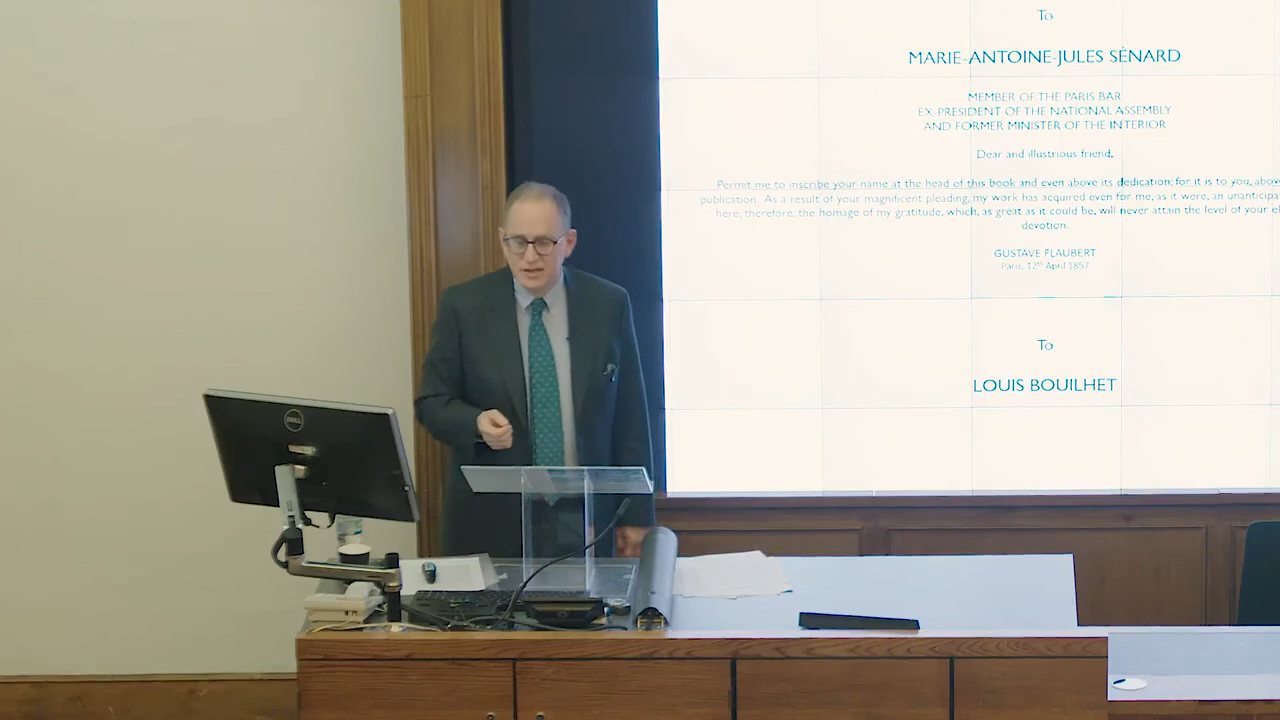 To
MARIE-ANTOINE-JULES SÉNARD
MEMBER OF THE PARIS BAR
EX-PRESIDENT OF THE NATIONAL ASSEMBLY
AND FORMER MINISTER OF THE INTERIOR
Dear and illustrious friend,
Permit me to inscribe your name at the head of this book and even above its dedication; for it is to you, abov
publication. As a result of your magnificent pleading, my work has acquired even for me, as it were, an unanticipa
here, therefore, the homage of my gratitude, which, as great as it could be, will never attain the level of your el
devotion.
GUSTAVE FLAUBERT
Paris, 12th April 1857
To
LOUIS BOUILHET
DELL